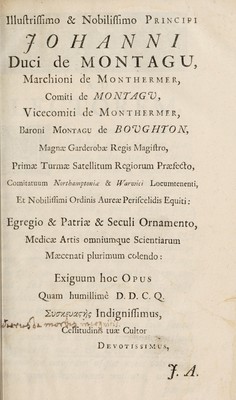 Illuſtriſſimo & Nobiliſſimo PRINCIPI
JOHANNI
Duci de MONTAGU,
Marchioni de MONTHERMER,
Comiti de MONTAGU,
Vicecomiti de MONTHERMER,
Baroni MONTAGU de BOUGHTON,
Magnæ Garderobæ Regis Magiſtro,
Primæ Turmæ Satellitum Regiorum Præfecto,
Comitatuum Northamptoniæ & Warvici Locumtenenti,
Et Nobiliſſimi Ordinis Aureæ Periſcelidis Equiti:
Egregio & Patriæ & Seculi Ornamento,
Medicæ Artis omniumque Scientiarum
Mæcenati plurimum colendo:
Exiguum hoc OPUS
Quam humillimè D. D. C. Q.
Συσκευαςὴς Indigniſſimus,
Celſitudinis tuæ Cultor
DEVOTISSIMUS,
J. A.